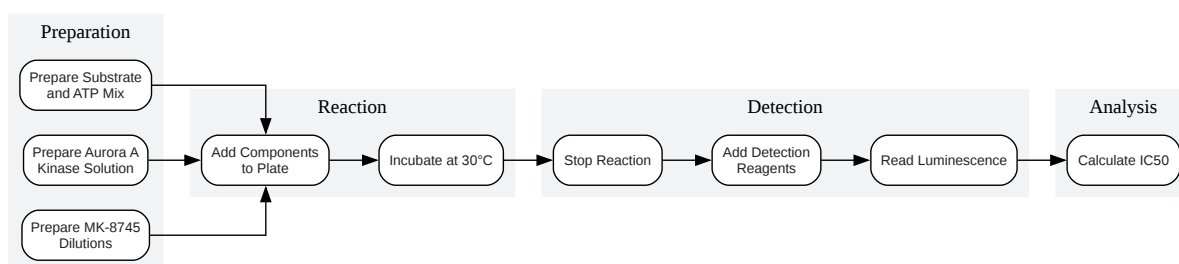 Preparation
Prepare Substrate
and ATP Mix
Prepare Aurora A
Kinase Solution
Prepare MK-8745
Dilutions
Reaction
Add Components
to Plate
Incubate at 30°C
Detection
Stop Reaction
Add Detection
Reagents
Read Luminescence
Analysis
Calculate IC50